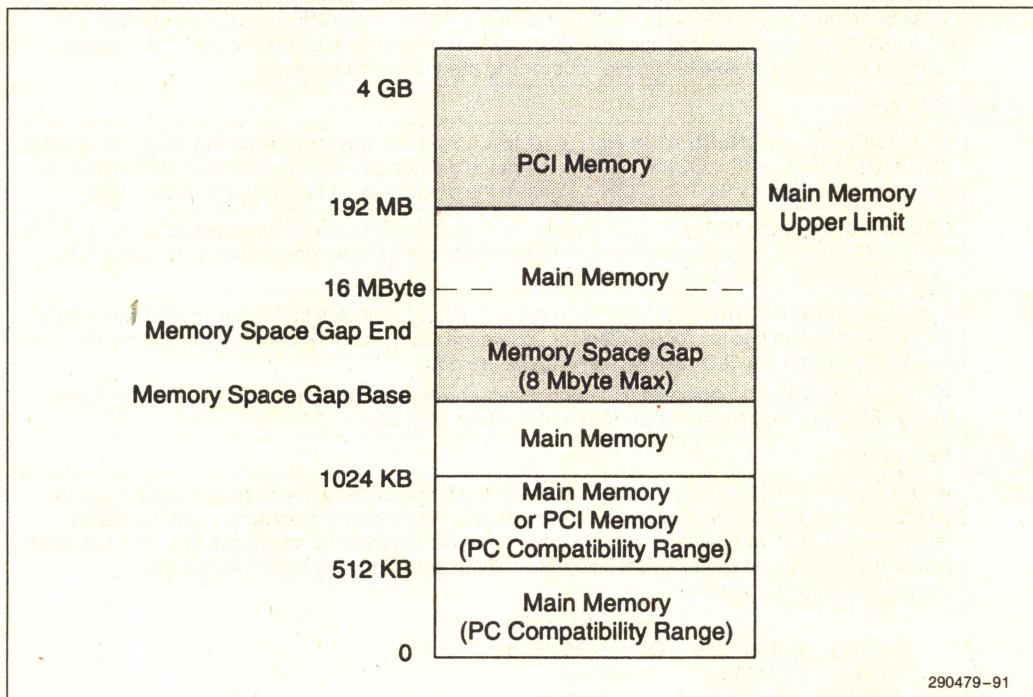 4 GB
PCI Memory
192 MB
Main Memory
Upper Limit
Main Memory
16 MByte
Memory Space Gap End
Memory Space Gap
(8 Mbyte Max)
Memory Space Gap Base
Main Memory
1024 KB
Main Memory
or PCI Memory
(PC Compatibility Range)
512 KB
Main Memory
(PC Compatibility Range)
0
290479–91